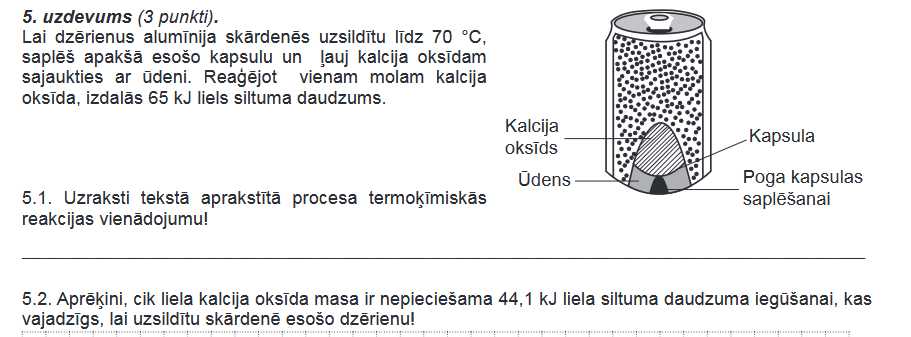 5. uzdevums (3 punkti).
Lai dzērienus alumīnija skārdenēs uzsildītu līdz 70 °C,
saplēš apakšā esošo kapsulu un ļauj kalcija oksīdam
sajaukties ar ūdeni. Reaģējot vienam molam kalcija
oksīda, izdalās 65 kJ liels siltuma daudzums.
Kalcija
oksīds
Kapsula
Ūdens
Poga kapsulas
saplēšanai
5.1. Uzraksti tekstā aprakstītā procesa termoķīmiskās
reakcijas vienādojumu!
5.2. Aprēķini, cik liela kalcija oksīda masa ir nepieciešama 44,1 kJ liela siltuma daudzuma iegūšanai, kas
vajadzīgs, lai uzsildītu skārdenē esošo dzērienu!